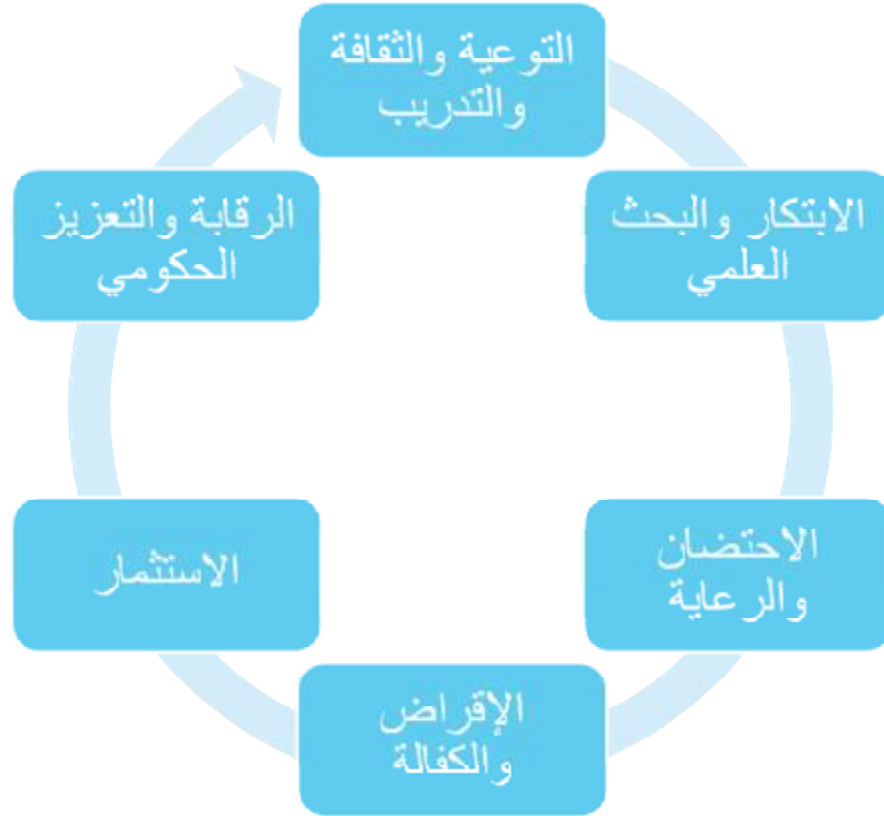 التوعية والثقافة
والتدريب
الابتكار والبحث
العلمي
الاحتضان
والرعاية
الإقراض
والكفالة
الاستثمار
الرقابة والتعزيز
الحكومي